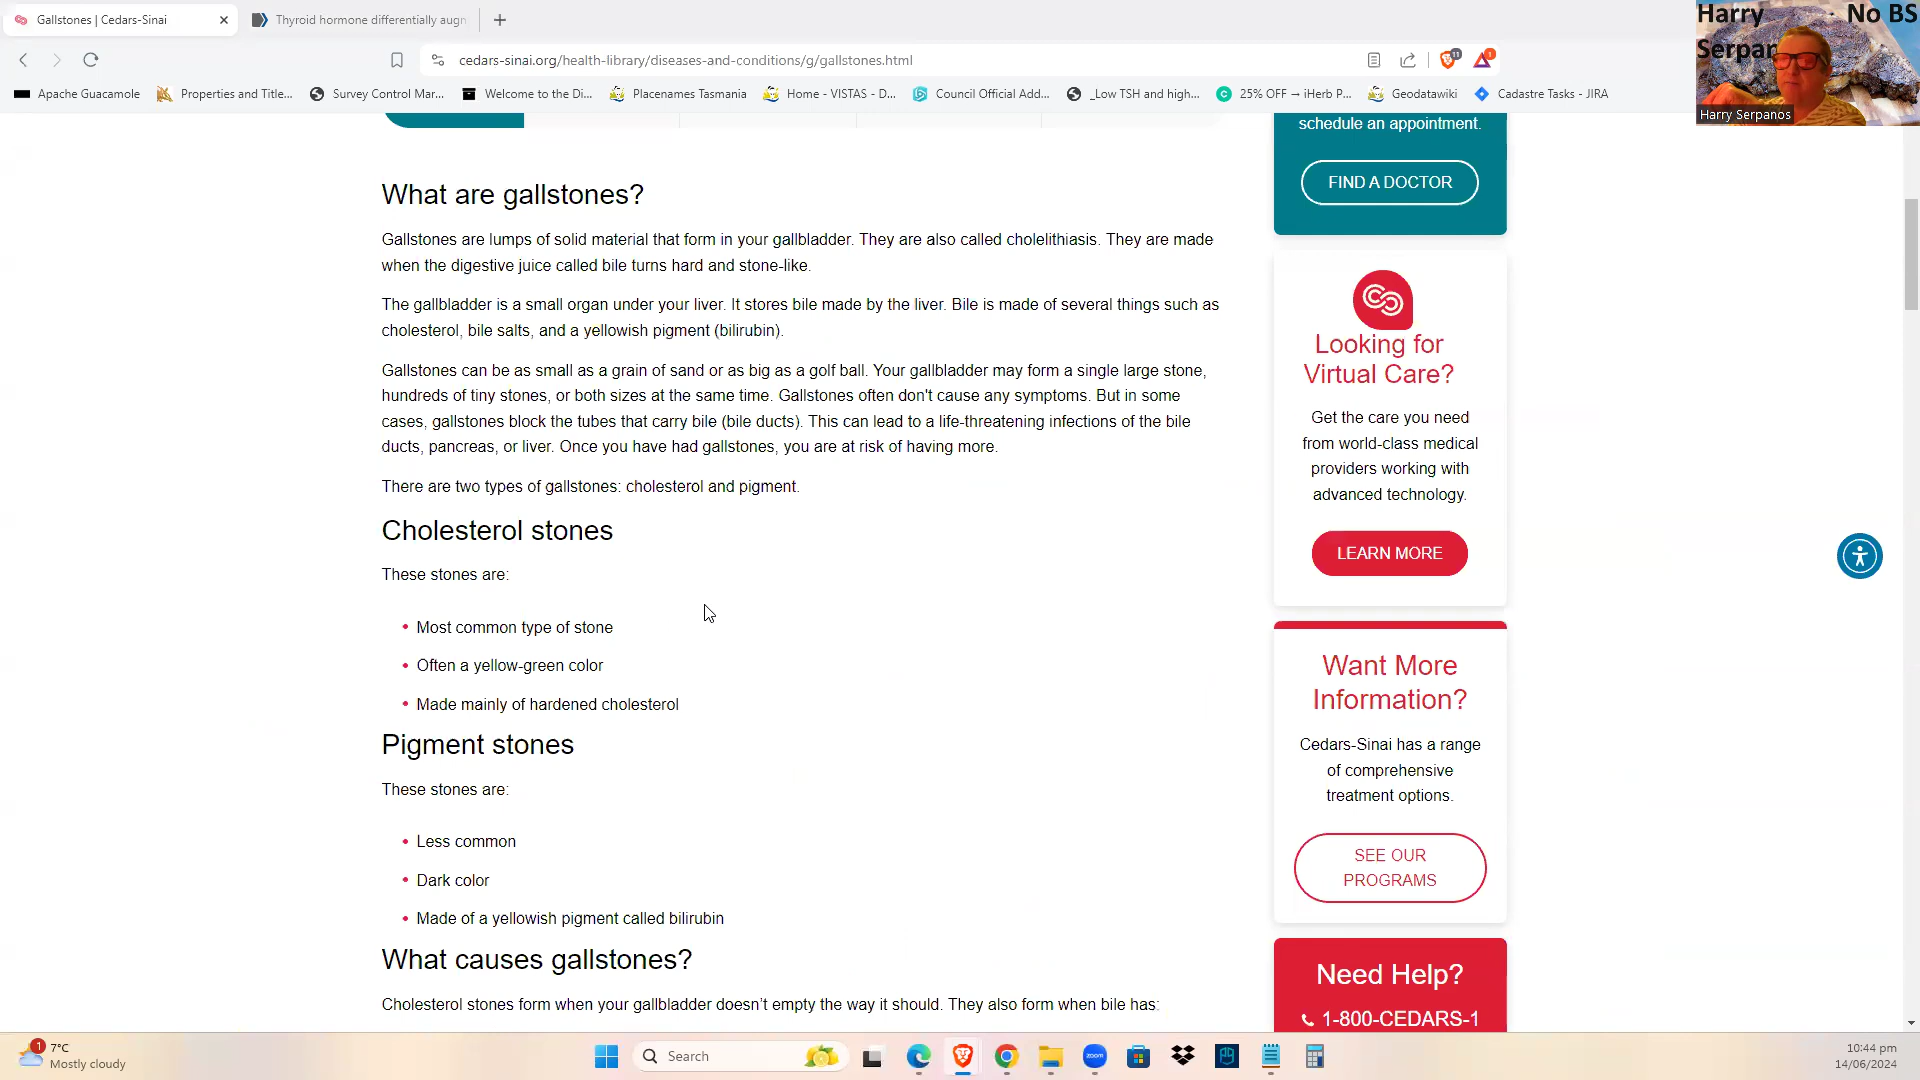 Gallstones | Cedars-Sinai
Thyroid hormone differentially augn
cedars-sinai.org/health-library/diseases-and-conditions/g/gallstones.html
11
1
Apache Guacamole
Properties and Title...
Survey Control Mar...
Welcome to the Di...
Placenames Tasmania
Home - VISTAS - D...
Council Official Add...
_Low TSH and high...
25% OFF → iHerb P...
Geodatawiki
Cadastre Tasks - JIRA
Harry
No BS
Serpan
Harry Serpanos
What are gallstones?
Gallstones are lumps of solid material that form in your gallbladder. They are also called cholelithiasis. They are made
when the digestive juice called bile turns hard and stone-like.
The gallbladder is a small organ under your liver. It stores bile made by the liver. Bile is made of several things such as
cholesterol, bile salts, and a yellowish pigment (bilirubin).
Gallstones can be as small as a grain of sand or as big as a golf ball. Your gallbladder may form a single large stone,
hundreds of tiny stones, or both sizes at the same time. Gallstones often don't cause any symptoms. But in some
cases, gallstones block the tubes that carry bile (bile ducts). This can lead to a life-threatening infections of the bile
ducts, pancreas, or liver. Once you have had gallstones, you are at risk of having more.
There are two types of gallstones: cholesterol and pigment.
Cholesterol stones
These stones are:
• Most common type of stone
• Often a yellow-green color
• Made mainly of hardened cholesterol
Pigment stones
These stones are:
• Less common
• Dark color
• Made of a yellowish pigment called bilirubin
What causes gallstones?
Cholesterol stones form when your gallbladder doesn’t empty the way it should. They also form when bile has:
schedule an appointment.
FIND A DOCTOR
Looking for
Virtual Care?
Get the care you need
from world-class medical
providers working with
advanced technology.
LEARN MORE
Want More
Information?
Cedars-Sinai has a range
of comprehensive
treatment options.
SEE OUR
PROGRAMS
Need Help?
1-800-CEDARS-1
1
7°C
Mostly cloudy
Search
zoom
10:44 pm
14/06/2024